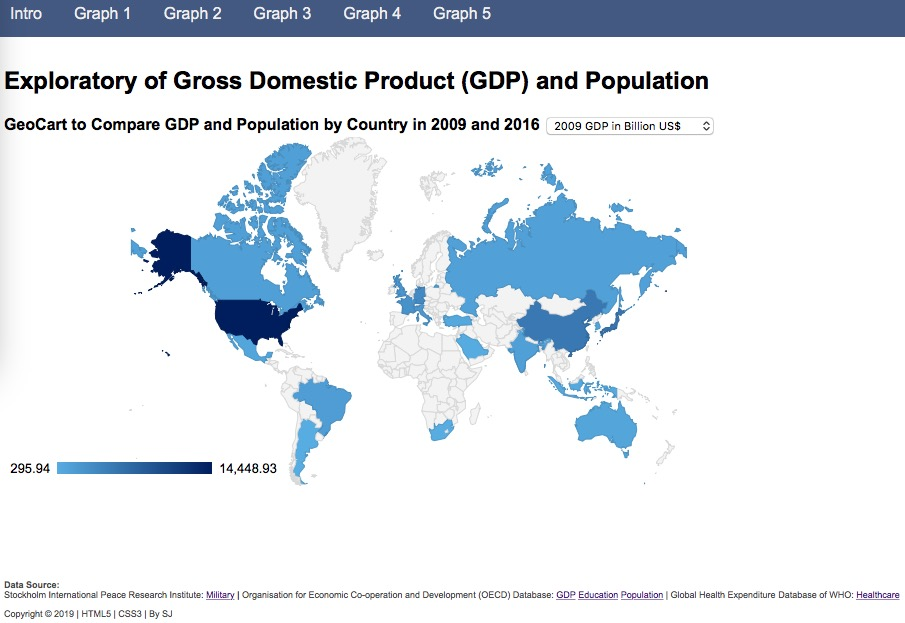 Intro Graph 1 Graph 2 Graph 3 Graph 4 Graph 5
Exploratory of Gross Domestic Product (GDP) and Population
GeoCart to Compare GDP and Population by Country in 2009 and 2016 2009 GDP in Billion US$
295.94 14,448.93
Data Source:
Stockholm International Peace Research Institute: Military | Organisation for Economic Co-operation and Development (OECD) Database: GDP Education Population | Global Health Expenditure Database of WHO: Healthcare
Copyright © 2019 | HTML5 | CSS3 | By SJ